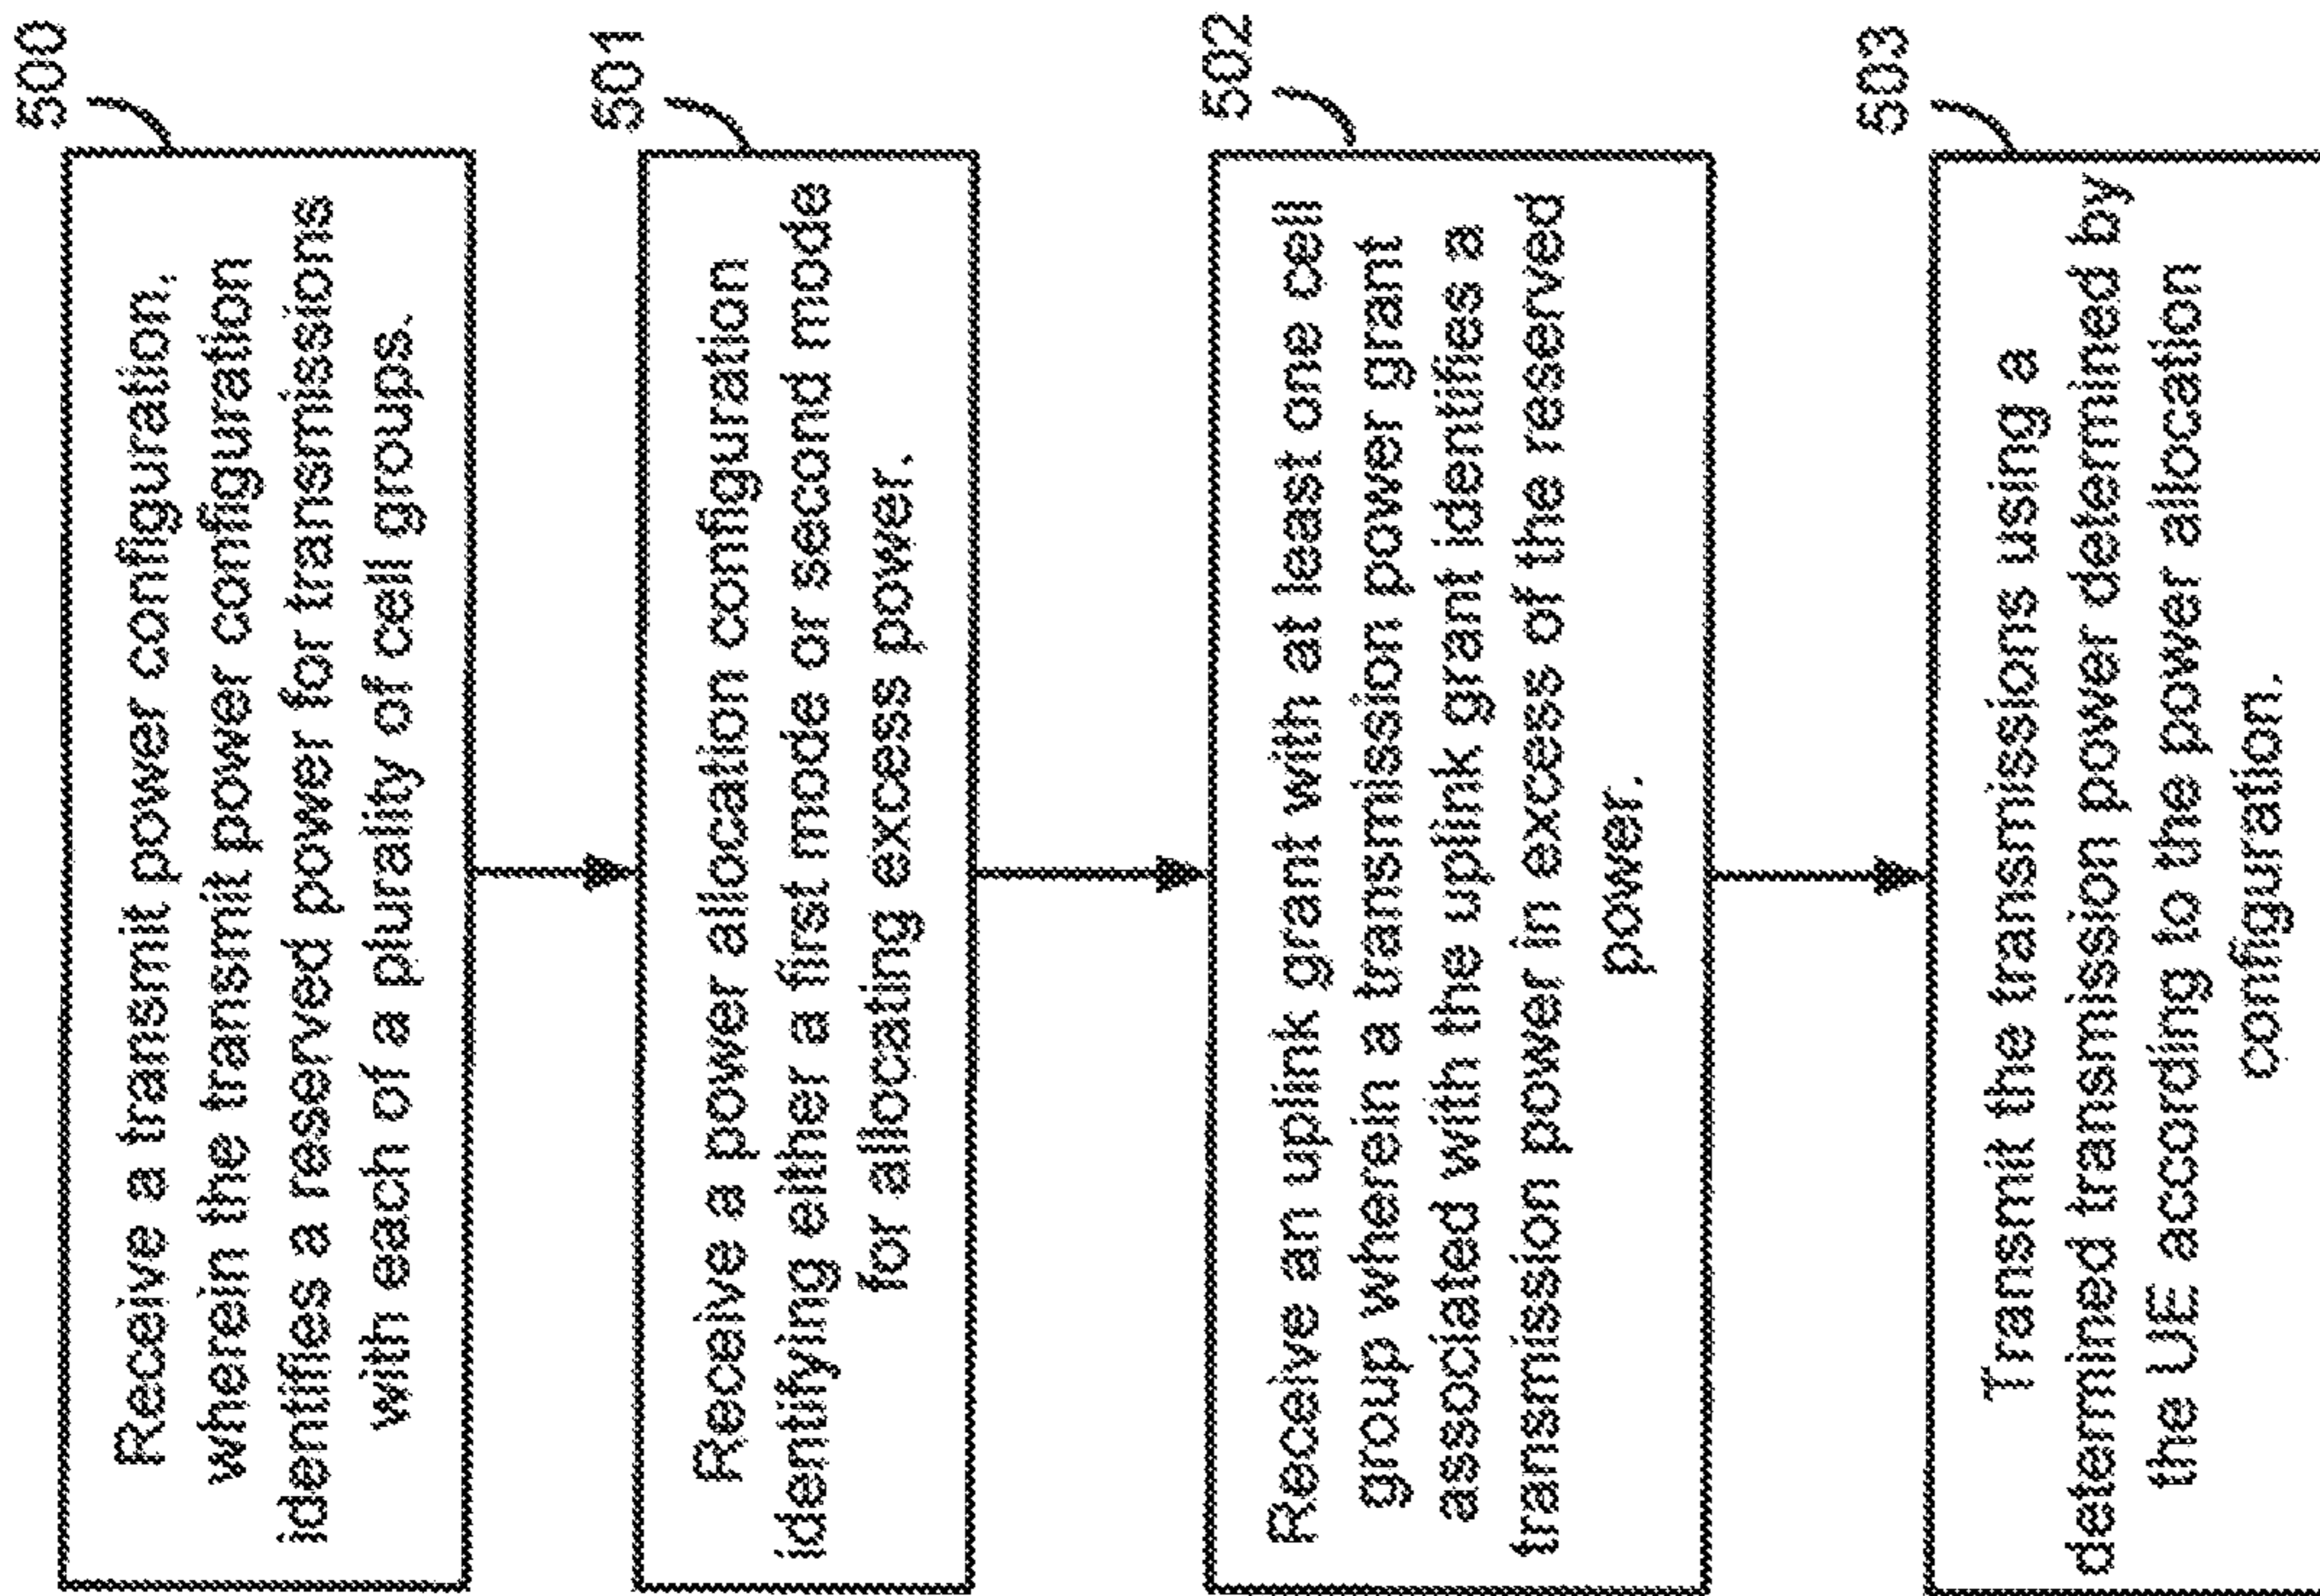 500
Receive a transmit power configuration,
wherein the transmit power configuration
identifies a reserved power for transmissions
with each of a plurality of cell groups.
501
Receive a power allocation configuration
identifying either a first mode or second mode
for allocating excess power.
502
Receive an uplink grant with at least one cell
group wherein a transmission power grant
associated with the uplink grant identifies a
transmission power in excess of the reserved
power.
503
Transmit the transmissions using a
determined transmission power determined by
the UE according to the power allocation
configuration.